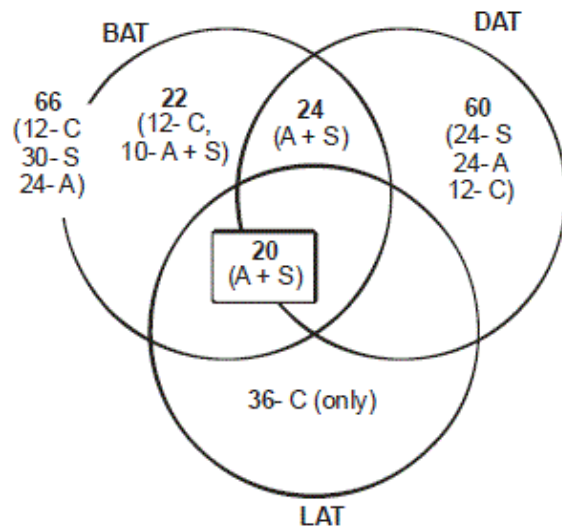 BAT
DAT
66
(12- C
30- S
24- A)
22
(12- C,
10- A + S)
24
(A + S)
60
(24- S
24- A
12- C)
20
(A + S)
36- C (only)
LAT